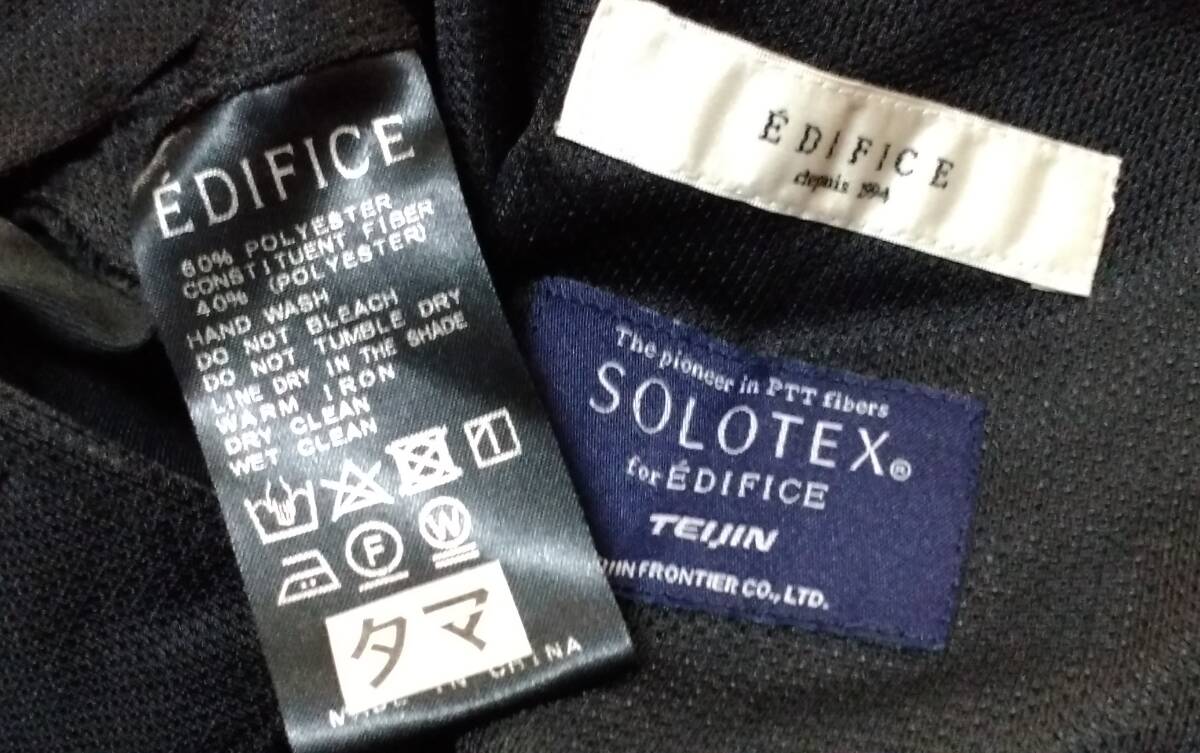 ÉDIFICE
60% POLYESTER
CONSTITUENT FIBER
40% (POLYESTER)
HAND WASH
DO NOT BLEACH
DO NOT TUMBLE DRY
LINE DRY IN THE SHADE
WARM IRON
DRY CLEAN
WET CLEAN
F
W
タマ
MADE IN CHINA
ÉDIFICE
depuis 1994
The pioneer in PTT fibers
SOLOTEX®
for ÉDIFICE
TEIJIN
FRONTIER CO., LTD.